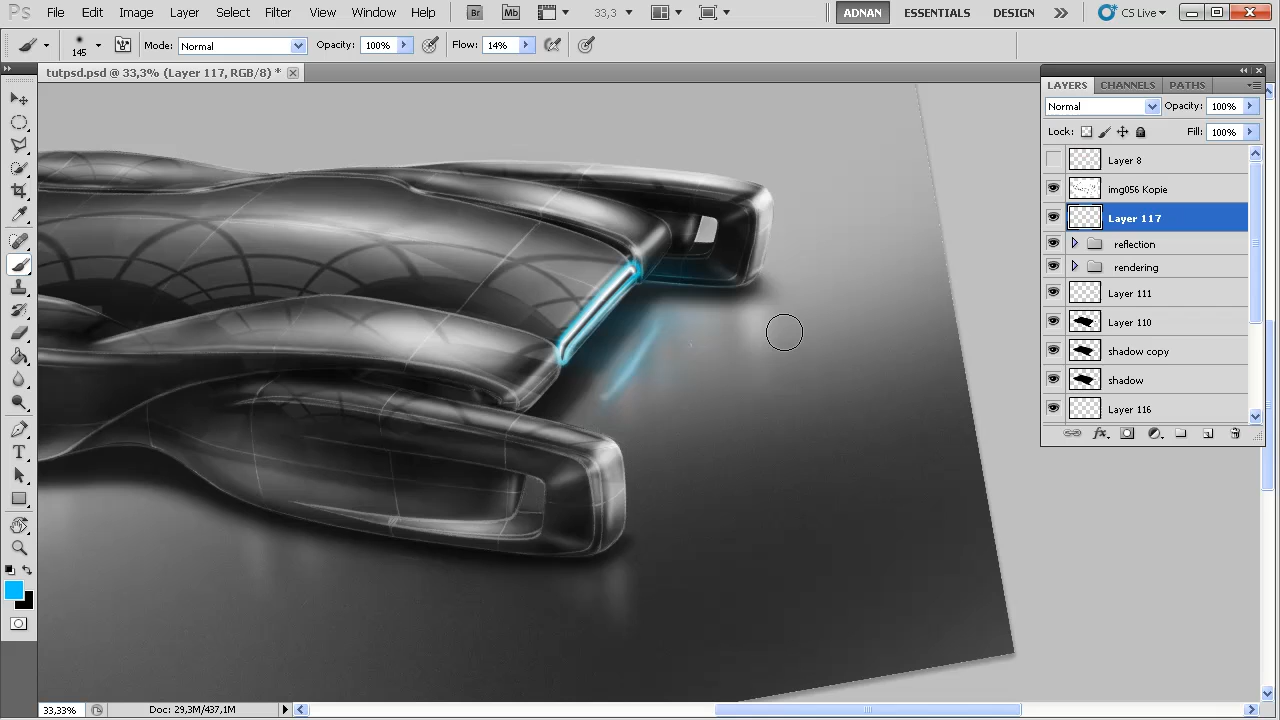 Ps File Edit Image Layer Select Filter View Window Help Br Mb 33,3 ADNAN ESSENTIALS DESIGN CS Live
145 Mode: Normal Opacity: 100% Flow: 14%
tutpsd.psd @ 33,3% (Layer 117, RGB/8) *
LAYERS CHANNELS PATHS
Normal Opacity: 100%
Lock: Fill: 100%
Layer 8
img056 Kopie
Layer 117
reflection
rendering
Layer 111
Layer 110
shadow copy
shadow
Layer 116
fx
T
33,33% Doc: 29,3M/437,1M